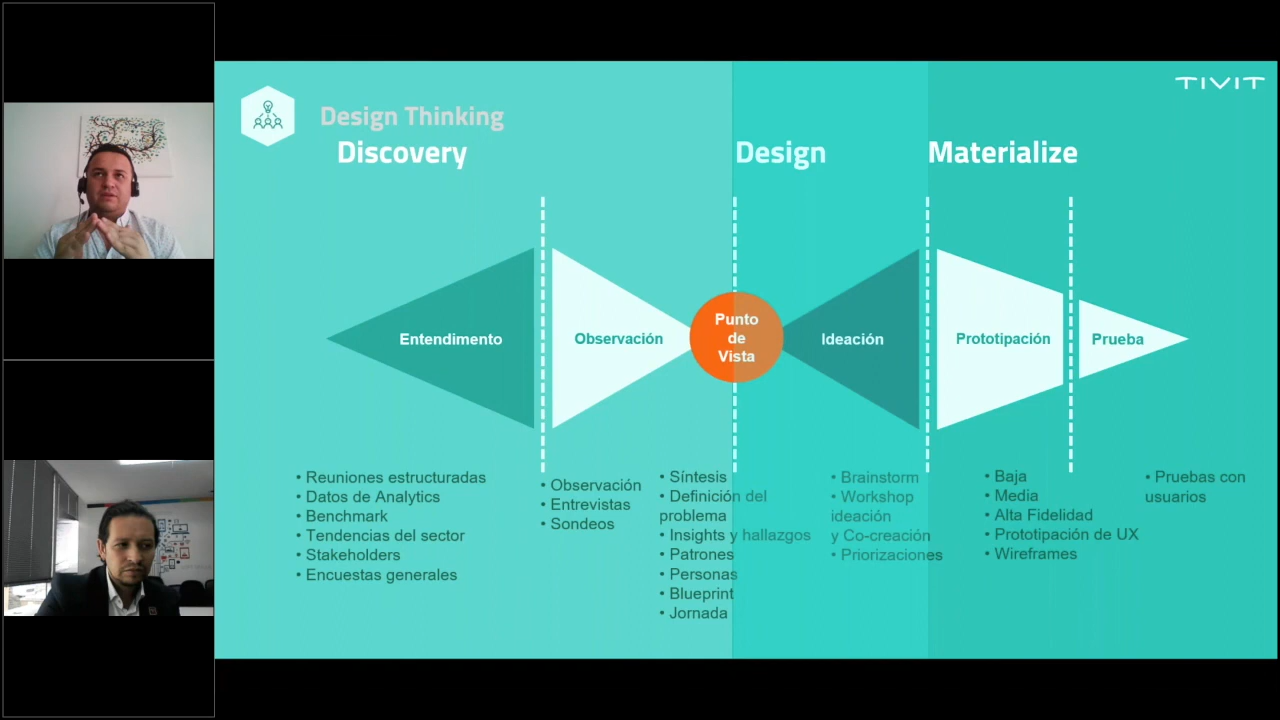 TIVIT
Design Thinking
Discovery
Design
Materialize
Entendimento
Observación
Punto
de
Vista
Ideación
Prototipación
Prueba
• Reuniones estructuradas
• Datos de Analytics
• Benchmark
• Tendencias del sector
• Stakeholders
• Encuestas generales
• Observación
• Entrevistas
• Sondeos
• Síntesis
• Definición del
problema
• Insights y hallazgos
• Patrones
• Personas
• Blueprint
• Jornada
• Brainstorm
• Workshop
ideación
y Co-creación
• Priorizaciones
• Baja
• Media
• Alta Fidelidad
• Prototipación de UX
• Wireframes
• Pruebas con
usuarios